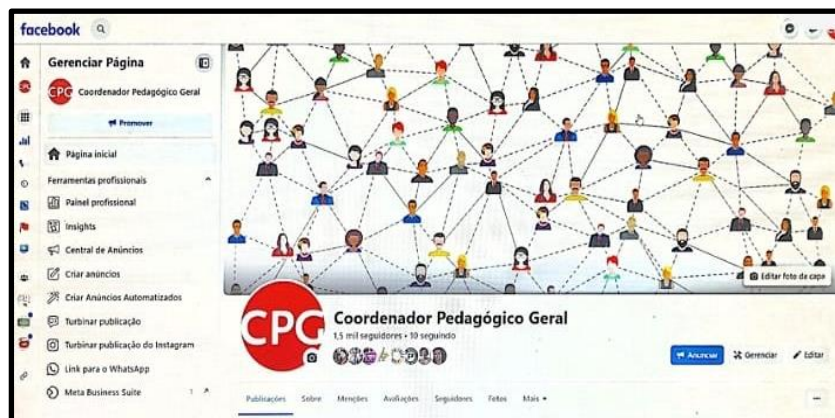 facebook
Gerenciar Página
CPG Coordenador Pedagógico Geral
Promover
Página inicial
Ferramentas profissionais
Painel profissional
Insights
Central de Anúncios
Criar anúncios
Criar Anúncios Automatizados
Turbinar publicação
Turbinar publicação do Instagram
Link para o WhatsApp
Meta Business Suite
Editar foto de capa
CPG
Coordenador Pedagógico Geral
1,5 mil seguidores • 10 seguindo
Anunciar Gerenciar Editar
Publicações Sobre Menções Avaliações Seguidores Fotos Mais